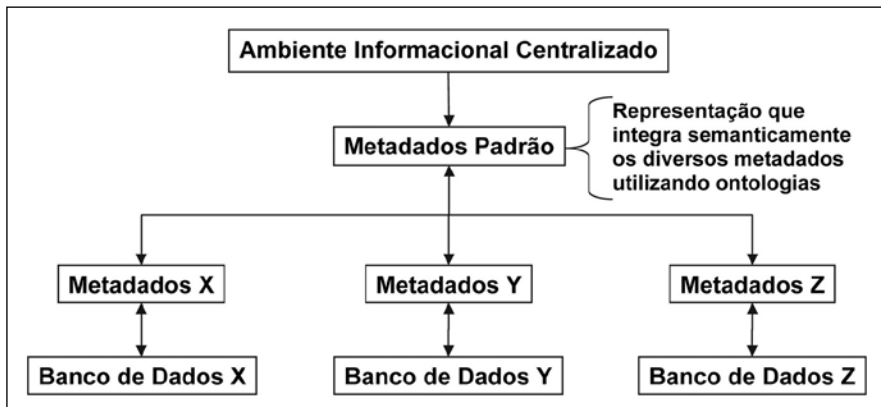 Ambiente Informacional Centralizado
Metadados Padrão
Representação que
integra semanticamente
os diversos metadados
utilizando ontologias
Metadados X
Metadados Y
Metadados Z
Banco de Dados X
Banco de Dados Y
Banco de Dados Z